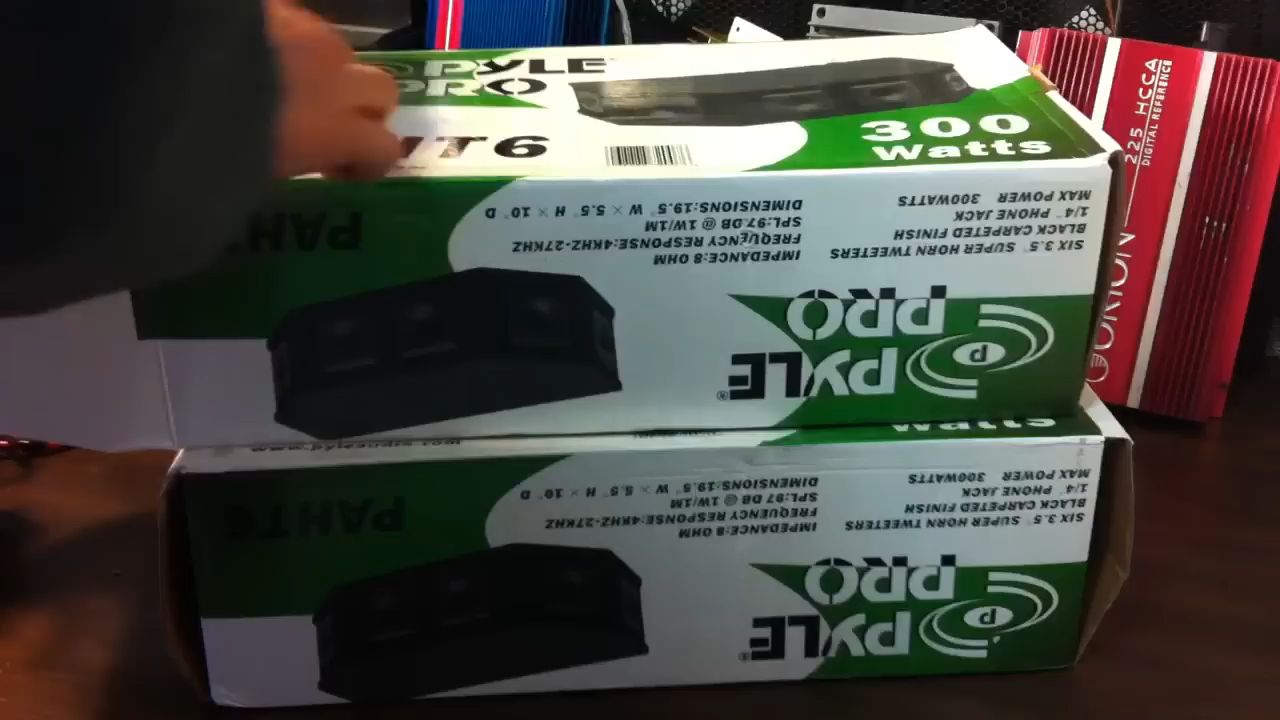 PYLE
PRO
HT6
300
Watts
PAHT
SIX 3.5" SUPER HORN TWEETERS
BLACK CARPETED FINISH
1/4" PHONE JACK
MAX POWER 300WATTS
IMPEDANCE:8 OHM
FREQUENCY RESPONSE:4KHZ-27KHZ
SPL:97 DB @ 1W/1M
DIMENSIONS:19.5" W × 5.5" H × 10" D
PYLE®
PRO
Watts
PAHT6
SIX 3.5" SUPER HORN TWEETERS
BLACK CARPETED FINISH
1/4" PHONE JACK
MAX POWER 300WATTS
IMPEDANCE:8 OHM
FREQUENCY RESPONSE:4KHZ-27KHZ
SPL:97 DB @ 1W/1M
DIMENSIONS:19.5" W × 5.5" H × 10" D
PYLE®
PRO
ORION
225 HCCA
DIGITAL REFERENCE